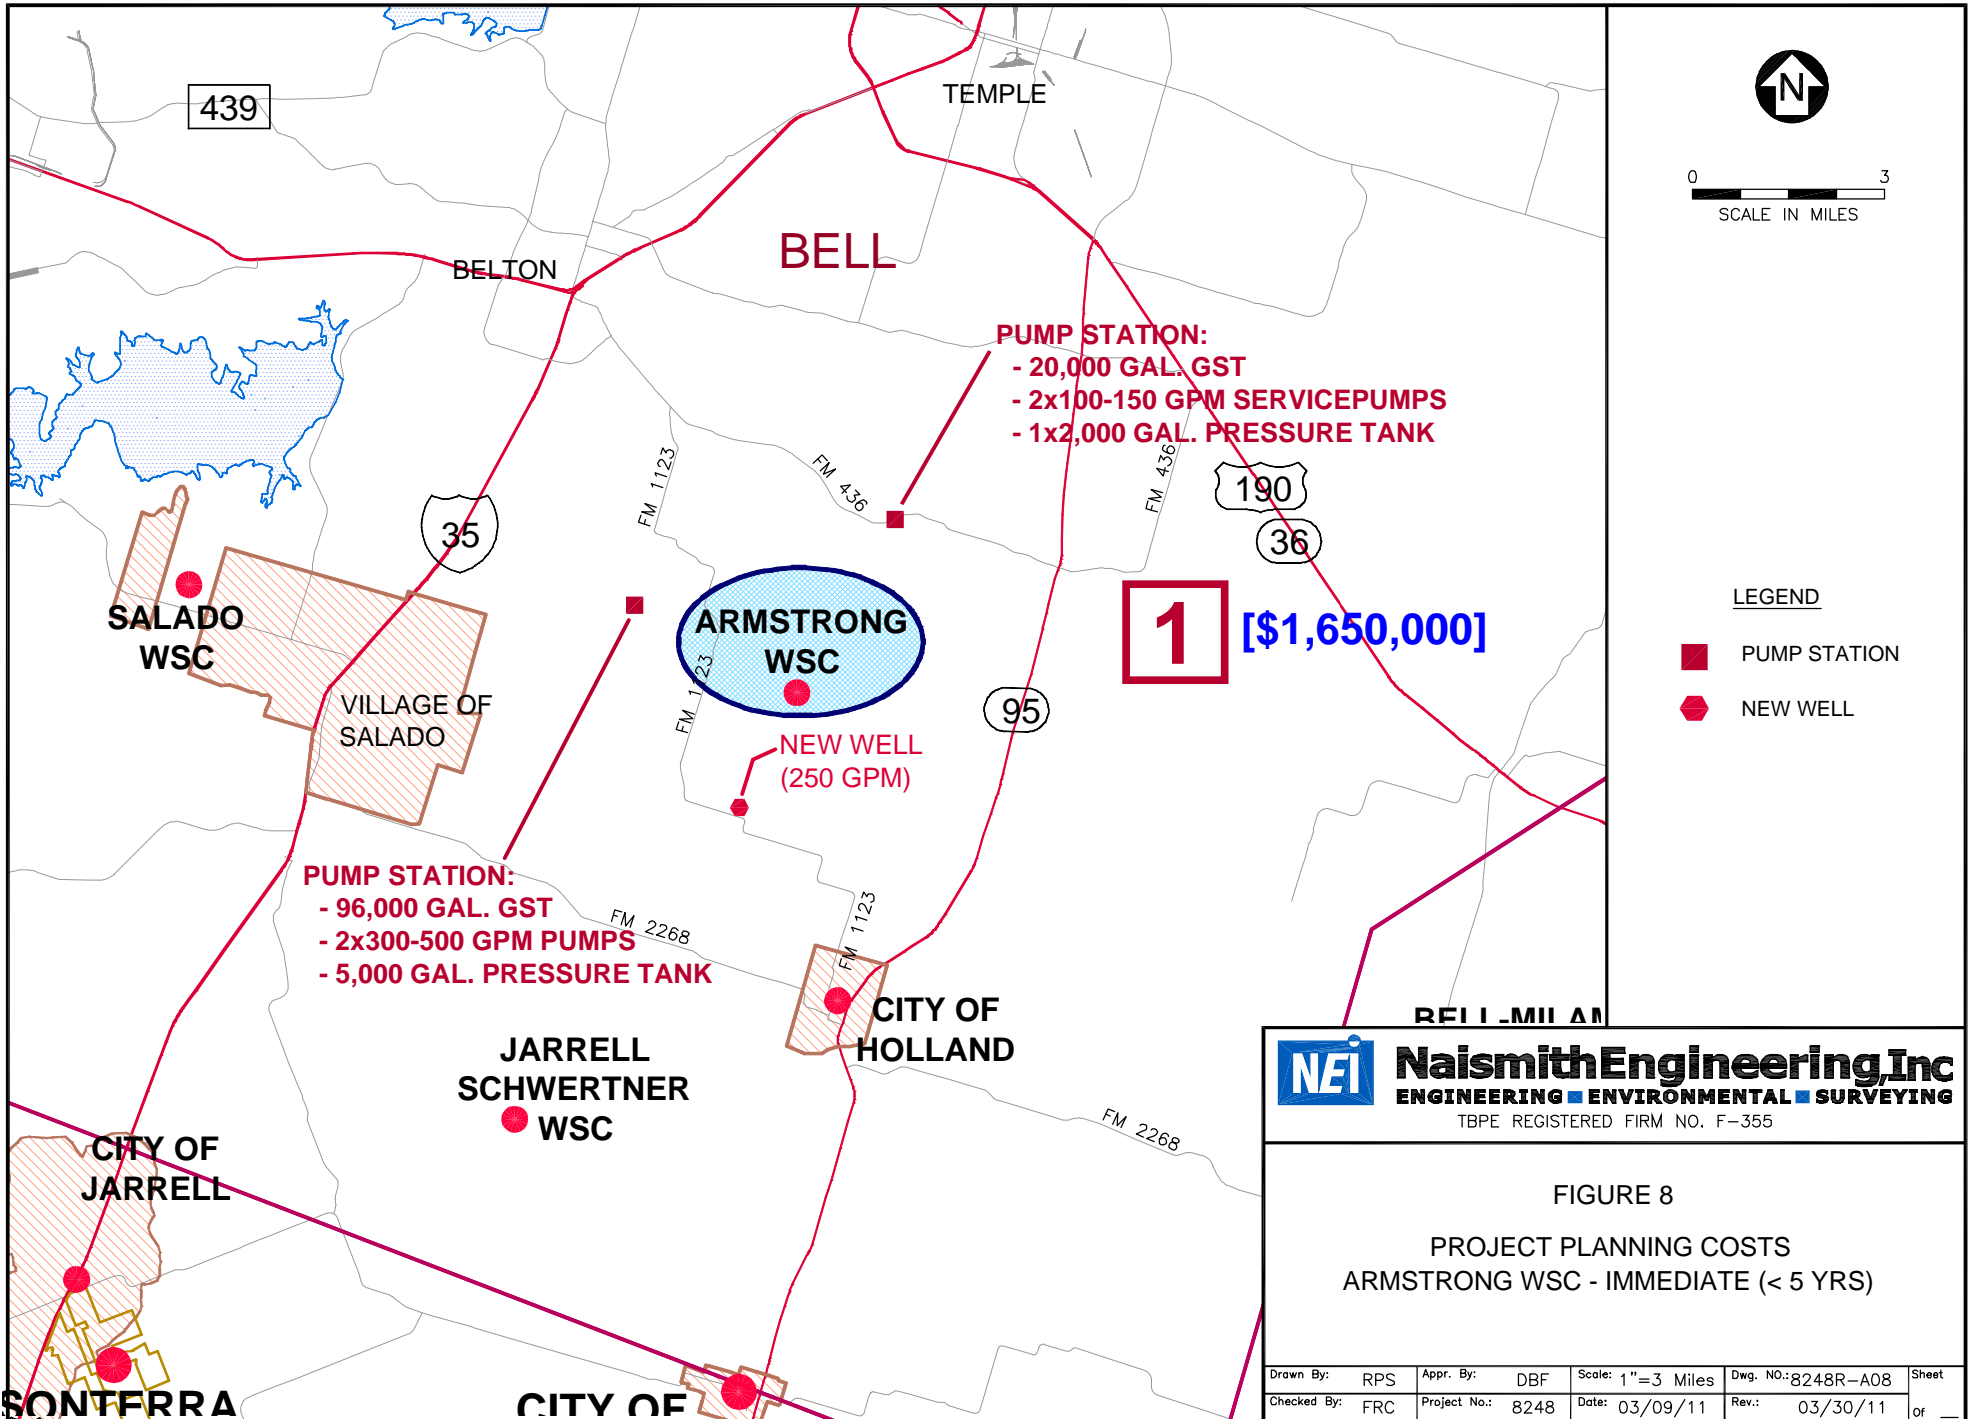 439
TEMPLE
BELL
BELTON
PUMP STATION:
- 20,000 GAL. GST
- 2x100-150 GPM SERVICEPUMPS
- 1x2,000 GAL. PRESSURE TANK
FM 1123
FM 436
FM 436
190
36
35
SALADO
WSC
ARMSTRONG
WSC
FM 1123
1
[$1,650,000]
VILLAGE OF
SALADO
95
NEW WELL
(250 GPM)
PUMP STATION:
- 96,000 GAL. GST
- 2x300-500 GPM PUMPS
- 5,000 GAL. PRESSURE TANK
FM 2268
FM 1123
CITY OF
HOLLAND
JARRELL
SCHWERTNER
WSC
FM 2268
CITY OF
JARRELL
SONTERRA
CITY OF
BELL-MILAM
N
0 3
SCALE IN MILES
LEGEND
PUMP STATION
NEW WELL
NEI
NaismithEngineering,Inc
ENGINEERING ENVIRONMENTAL SURVEYING
TBPE REGISTERED FIRM NO. F-355
FIGURE 8
PROJECT PLANNING COSTS
ARMSTRONG WSC - IMMEDIATE (< 5 YRS)
Drawn By: RPS Appr. By: DBF Scale: 1"=3 Miles Dwg. NO.: 8248R-A08 Sheet
Checked By: FRC Project No.: 8248 Date: 03/09/11 Rev.: 03/30/11 Of